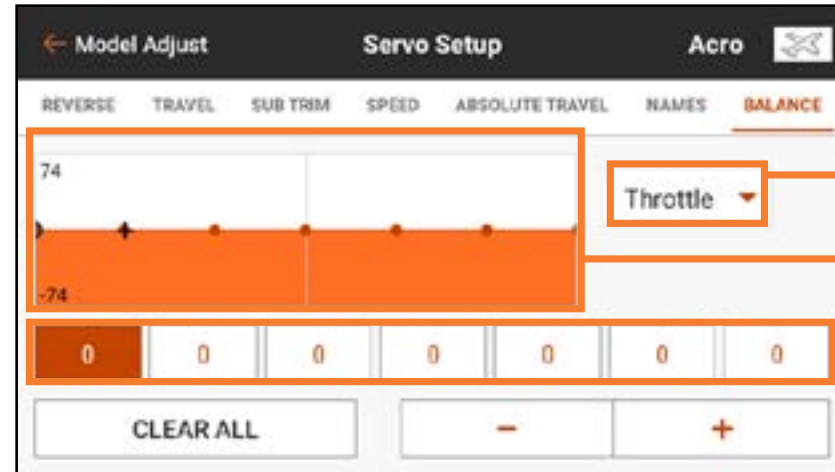 ← Model Adjust Servo Setup Acro
REVERSE TRAVEL SUB TRIM SPEED ABSOLUTE TRAVEL NAMES BALANCE
74
Throttle
-74
0 0 0 0 0 0 0
CLEAR ALL - +